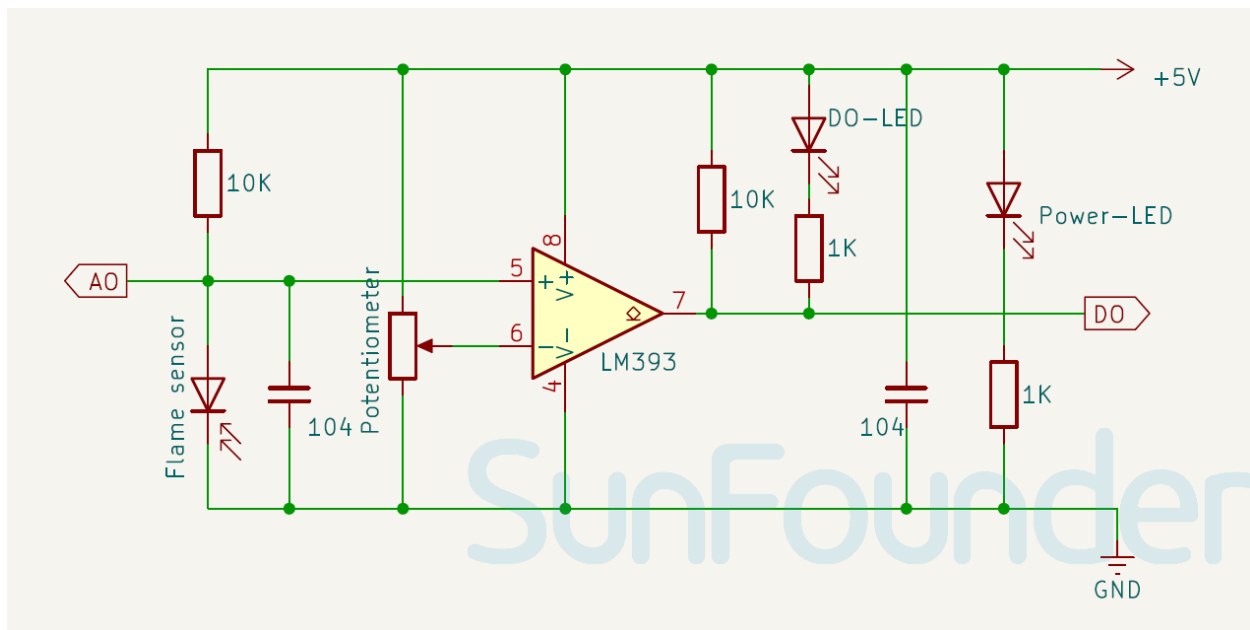 +5V
DO-LED
10K
10K
1K
Power-LED
8
5
+
V+
AO
Potentiometer
7
DO
6
V-
LM393
4
Flame sensor
104
104
1K
SunFounder
GND